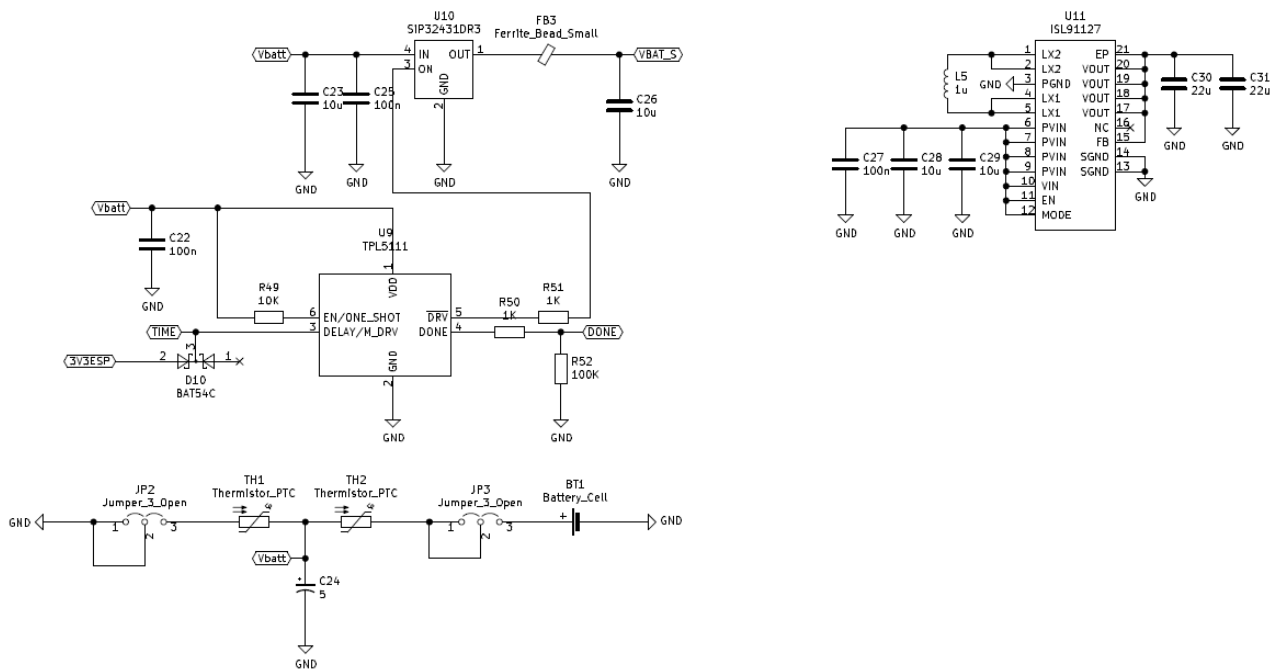 U10
SIP32431DR3
Vbatt
4
IN
OUT
1
3
ON
GND
2
FB3
Ferrite_Bead_Small
VBAT_S
C23
10u
C25
100n
C26
10u
GND
GND
GND
GND
U11
ISL91127
1
LX2
2
LX2
GND
3
PGND
4
LX1
5
LX1
6
PVIN
7
PVIN
8
PVIN
9
PVIN
10
VIN
11
EN
12
MODE
EP
21
VOUT
20
VOUT
19
VOUT
18
VOUT
17
NC
16
FB
15
SGND
14
SGND
13
L5
1u
C30
22u
C31
22u
GND
GND
GND
C27
100n
C28
10u
C29
10u
GND
GND
GND
Vbatt
C22
100n
GND
U9
TPL5111
1
VDD
R49
10K
6
EN/ONE_SHOT
3
DELAY/M_DRV
DRV
5
DONE
4
GND
2
GND
R50
1K
R51
1K
DONE
R52
100K
GND
TIME
3V3ESP
2
3
1
D10
BAT54C
GND
JP2
Jumper_3_Open
1
2
3
TH1
Thermistor_PTC
TH2
Thermistor_PTC
JP3
Jumper_3_Open
1
2
3
BT1
Battery_Cell
+
GND
Vbatt
+
C24
5
GND